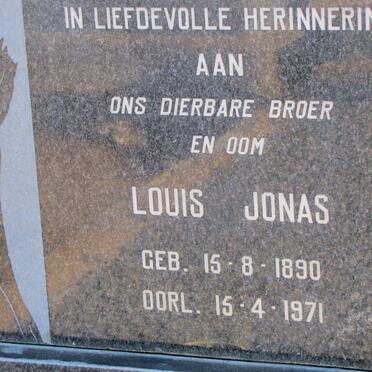 IN LIEFDEVOLLE HERINNERIN
AAN
ONS DIERBARE BROER
EN OOM
LOUIS JONAS
GEB. 15-8-1890
OORL. 15-4-1971